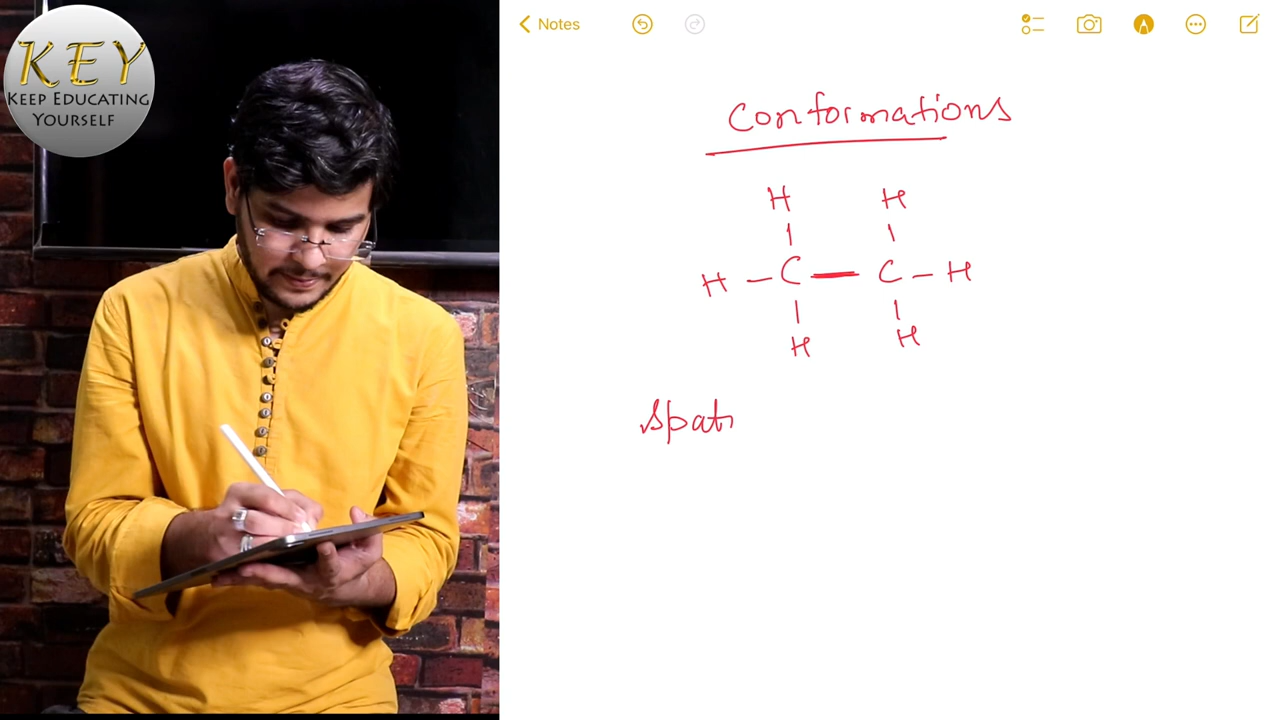 KEY
KEEP EDUCATING
YOURSELF
Notes
Conformations
H H
H – C — C – H
H H
Spati